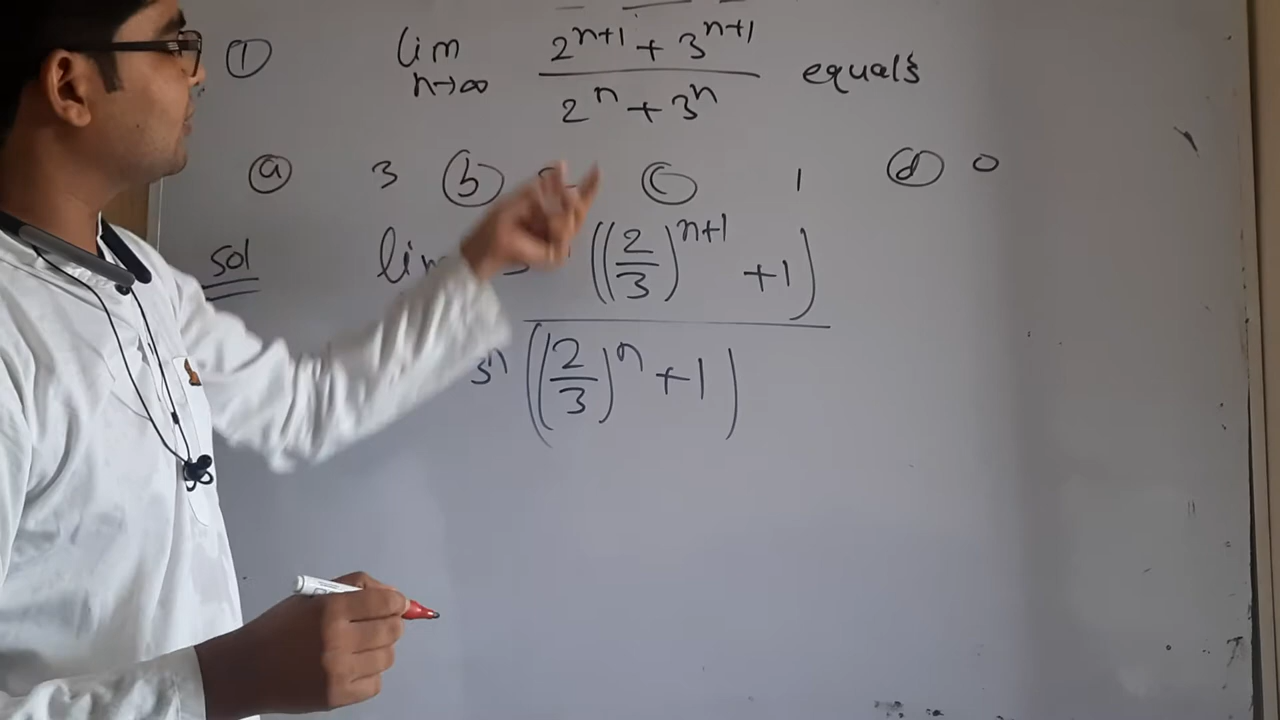 ① lim n→∞ (2^{n+1} + 3^{n+1}) / (2^n + 3^n) equals
ⓐ 3 ⓑ ⓒ 1 ⓓ 0
sol lim ((2/3)^{n+1} + 1)
3^n ((2/3)^n + 1)